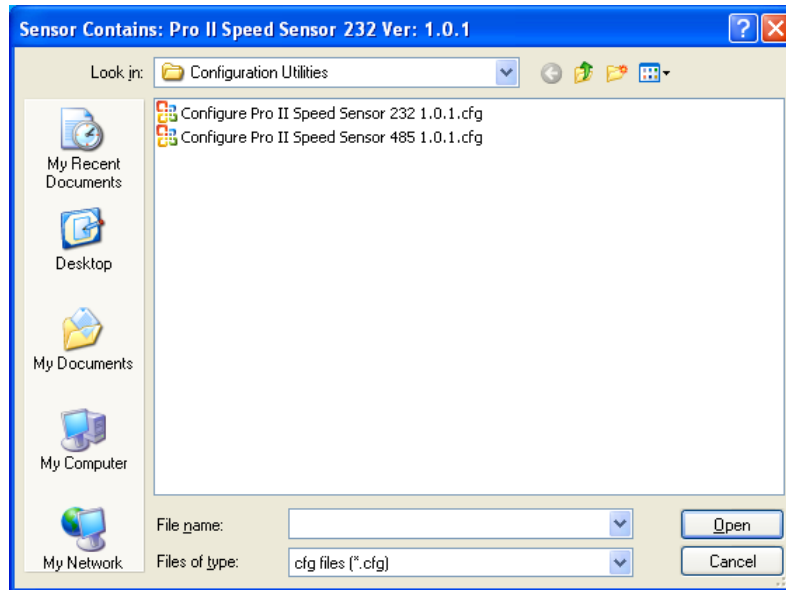 Sensor Contains: Pro II Speed Sensor 232 Ver: 1.0.1
Look in:
Configuration Utilities
Configure Pro II Speed Sensor 232 1.0.1.cfg
Configure Pro II Speed Sensor 485 1.0.1.cfg
My Recent
Documents
Desktop
My Documents
My Computer
My Network
File name:
Open
Files of type:
cfg files (*.cfg)
Cancel